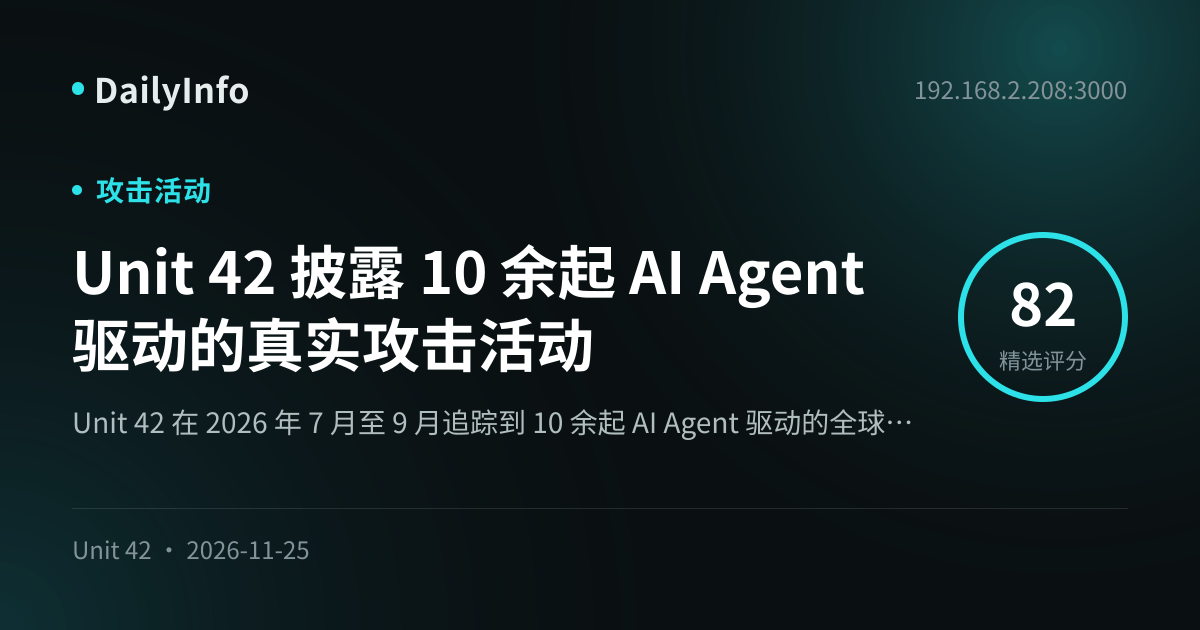 DailyInfo
192.168.2.208:3000
攻击活动
Unit 42 披露 10 余起 AI Agent
驱动的真实攻击活动
82
精选评分
Unit 42 在 2026 年 7 月至 9 月追踪到 10 余起 AI Agent 驱动的全球…
Unit 42 • 2026-11-25